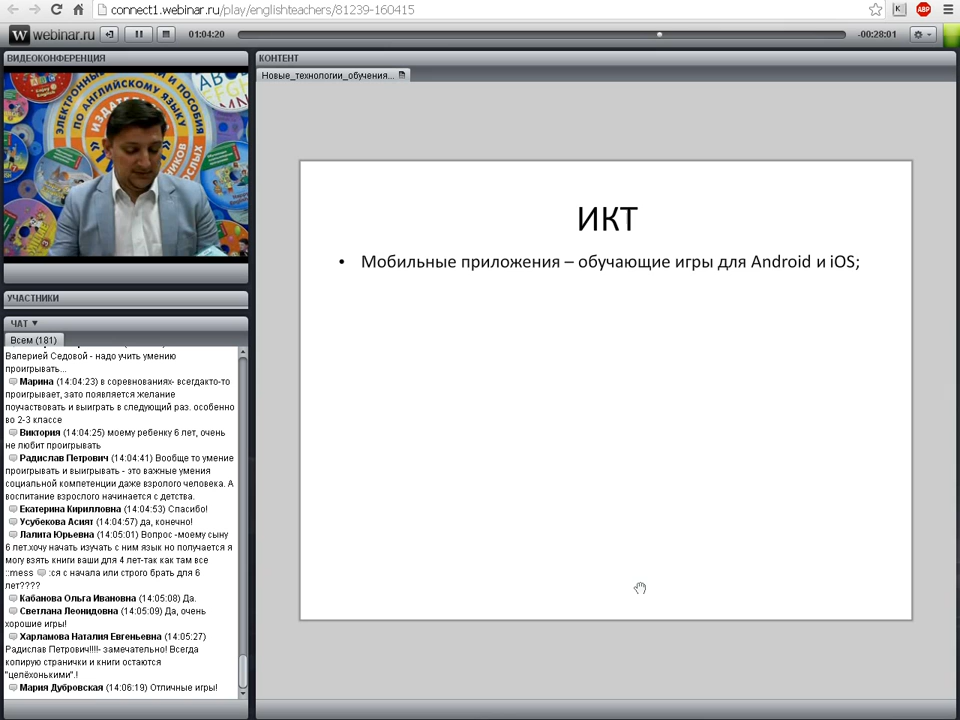 connect1.webinar.ru/play/englishteachers/81239-160415
webinar.ru
01:04:20
-00:28:01
ВИДЕОКОНФЕРЕНЦИЯ
ЭЛЕКТРОННЫЕ
ПО АНГЛИЙСКОМУ ЯЗЫКУ
И ПОСОБИЯ
УЧАСТНИКИ
ЧАТ
Всем (181)
Валерией Седовой - надо учить умению
проигрывать...
Марина (14:04:23) в соревнованиях- всегдакто-то
проигрывает, зато появляется желание
поучаствовать и выиграть в следующий раз. особенно
во 2-3 классе
Виктория (14:04:25) моему ребенку 6 лет, очень
не любит проигрывать
Радислав Петрович (14:04:41) Вообще то умение
проигрывать и выигрывать - это важные умения
социальной компетенции даже взролого человека. А
воспитание взрослого начинается с детства.
Екатерина Кирилловна (14:04:53) Спасибо!
Усубекова Асият (14:04:57) да, конечно!
Лалита Юрьевна (14:05:01) Вопрос -моему сыну
6 лет.хочу начать изучать с ним язык но получается я
могу взять книги ваши для 4 лет-так как там все
::mess :ся с начала или строго брать для 6
лет????
Кабанова Ольга Ивановна (14:05:08) Да.
Светлана Леонидовна (14:05:09) Да, очень
хорошие игры!
Харламова Наталия Евгеньевна (14:05:27)
Радислав Петрович!!!!- замечательно! Всегда
копирую странички и книги остаются
"целёхонькими".!
Мария Дубровская (14:06:19) Отличные игры!
КОНТЕНТ
Новые_технологии_обучения...
ИКТ
• Мобильные приложения – обучающие игры для Android и iOS;